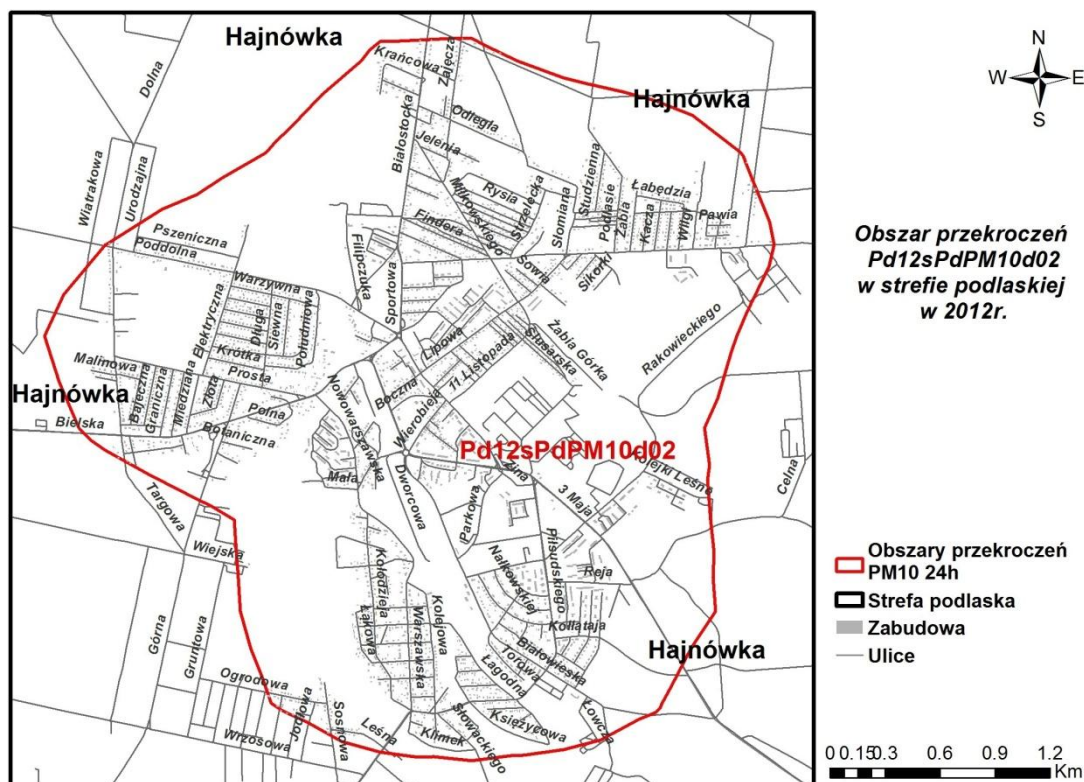 Hajnówka
Krańcowa
Zajęcza
N
Dolna
Hajnówka
W
E
S
Odległa
Białostocka
Jelenia
Studzienna
Wiatrakowa
Urodzajna
Miłkowskiego
Rysia
Strzelecka
Łabędzia
Podlasie
Żabia
Kacza
Wilgi
Pawia
Słomiana
Findera
Pszeniczna
Poddolna
Filipczuka
Sowia
Sikorki
Obszar przekroczeń
Pd12sPdPM10d02
w strefie podlaskiej
w 2012r.
Warzywna
Sportowa
Elektryczna
Długa
Siewna
Południowa
Lipowa
Ślusarska
Żabia Górka
Rakowieckiego
11 Listopada
Krótka
Malinowa
Prosta
Boczna
Hajnówka
Bajeczna
Graniczna
Miedziana
Złota
Polna
Nowowarszawska
Wierobieja
Bielska
Botaniczna
Pd12sPdPM10d02
Zina
Kolejki Leśne
Celna
Mała
Dworcowa
Parkowa
3 Maja
Targowa
Wiejska
Piłsudskiego
Nałkowskiej
Reja
Obszary przekroczeń
PM10 24h
Strefa podlaska
Zabudowa
Ulice
Kołodzieja
Łąkowa
Warszawska
Kolejowa
Kołłątaja
Górna
Gruntowa
Białowieska
Torowa
Łagodna
Hajnówka
Ogrodowa
Jodłowa
Sosnowa
Leśna
Wrzosowa
Klimek
Słowackiego
Księżycowa
Łowcza
0 0.15 0.3 0.6 0.9 1.2
Km